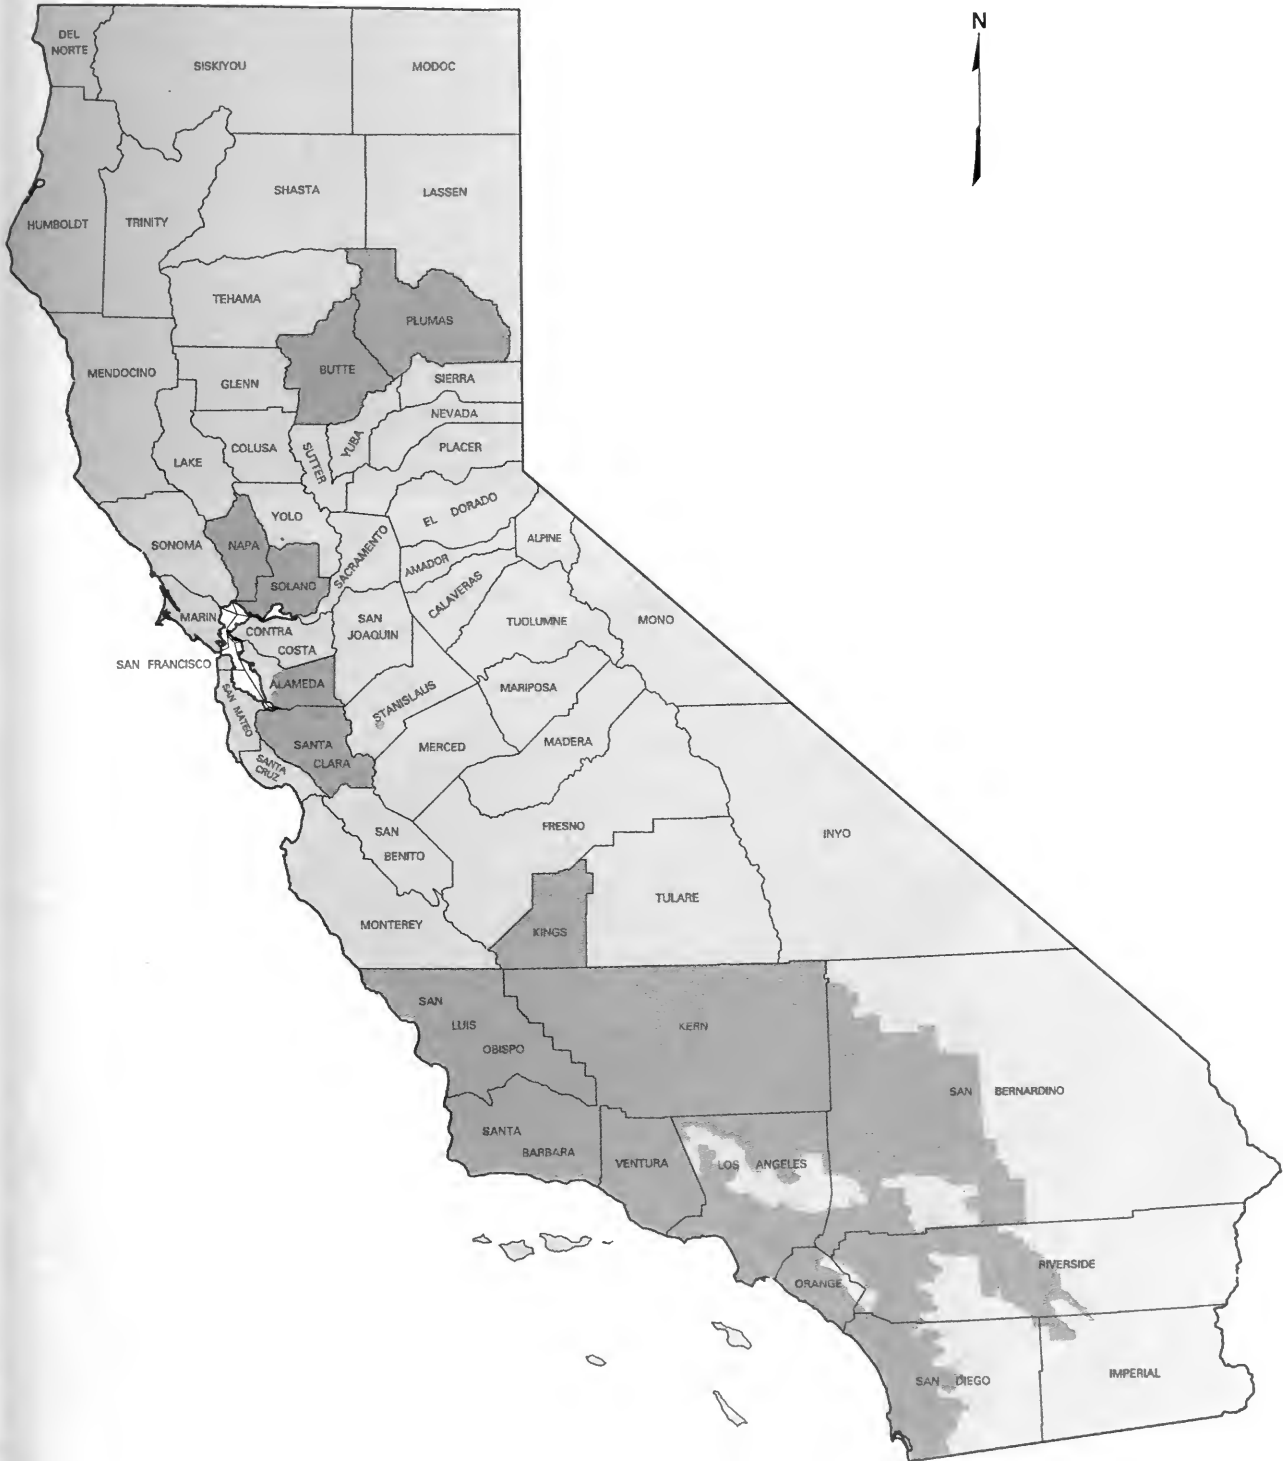 N
DEL
NORTE
SISKIYOU
MODOC
HUMBOLDT
TRINITY
SHASTA
LASSEN
TEHAMA
PLUMAS
MENDOCINO
GLENN
BUTTE
SIERRA
NEVADA
LAKE
COLUSA
SUTTER
YUBA
PLACER
YOLO
EL DORADO
SONOMA
NAPA
SACRAMENTO
ALPINE
SOLANO
AMADOR
MARIN
CALAVERAS
SAN
JOAQUIN
TUOLUMNE
MONO
CONTRA
COSTA
SAN FRANCISCO
ALAMEDA
STANISLAUS
MARIPOSA
SAN MATEO
SANTA
CLARA
MERCED
MADERA
SANTA
CRUZ
SAN
BENITO
FRESNO
INYO
MONTEREY
KINGS
TULARE
SAN
LUIS
OBISPO
KERN
SAN BERNARDINO
SANTA
BARBARA
VENTURA
LOS ANGELES
ORANGE
RIVERSIDE
SAN DIEGO
IMPERIAL